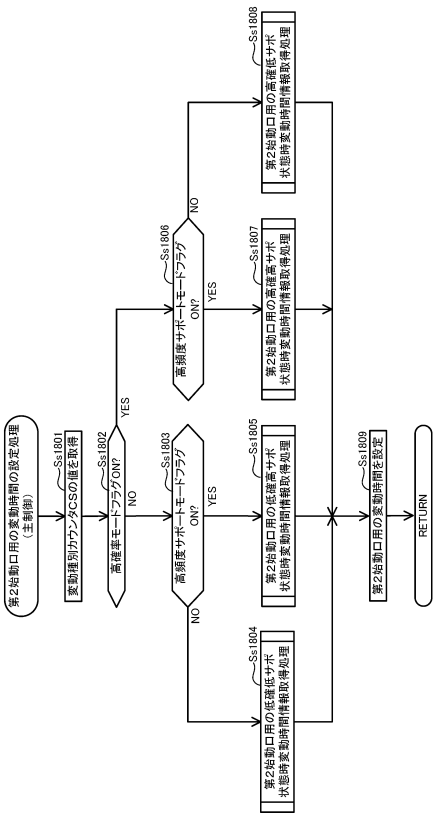 第2始動口用の変動時間の設定処理
(主制御)
Ss1801
変動種別カウンタCSの値を取得
Ss1802
高確率モードフラグON?
YES
NO
Ss1803
高頻度サポートモードフラグ
ON?
NO
YES
Ss1806
高頻度サポートモードフラグ
ON?
NO
YES
Ss1804
第2始動口用の低確低サポ
状態時変動時間情報取得処理
Ss1805
第2始動口用の低確高サポ
状態時変動時間情報取得処理
Ss1807
第2始動口用の高確高サポ
状態時変動時間情報取得処理
Ss1808
第2始動口用の高確低サポ
状態時変動時間情報取得処理
Ss1809
第2始動口用の変動時間を設定
RETURN